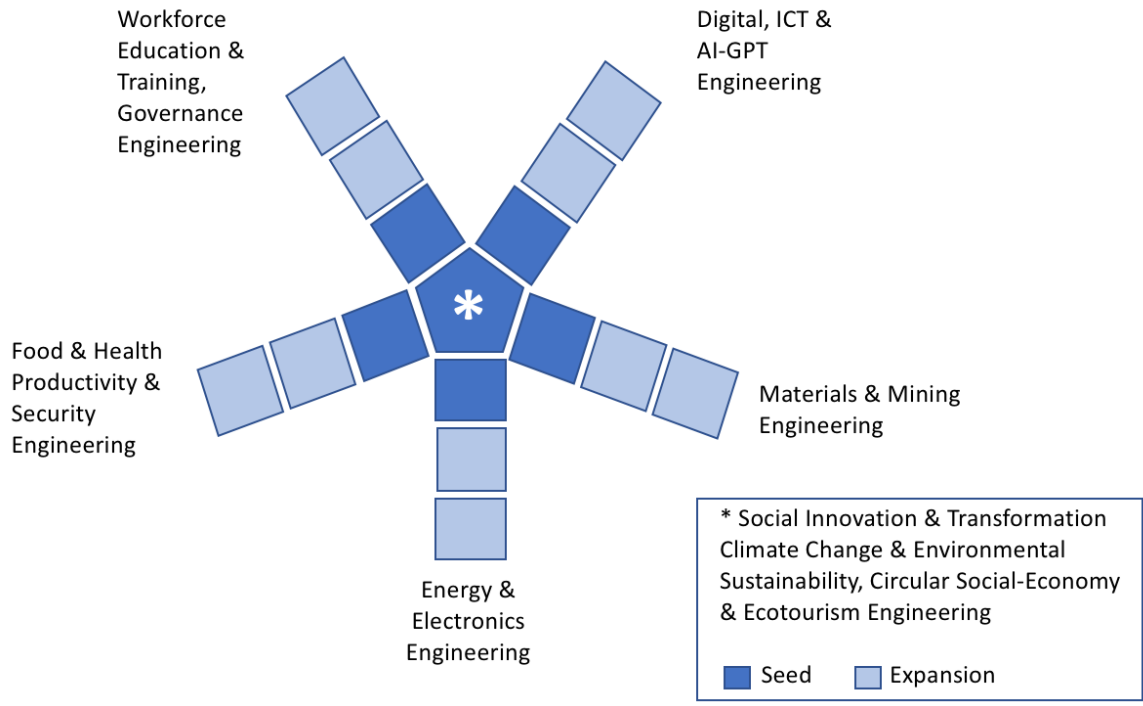 Workforce
Education &
Training,
Governance
Engineering
Digital, ICT &
AI-GPT
Engineering
*
Food & Health
Productivity &
Security
Engineering
Materials & Mining
Engineering
Energy &
Electronics
Engineering
* Social Innovation & Transformation
Climate Change & Environmental
Sustainability, Circular Social-Economy
& Ecotourism Engineering
Seed
Expansion